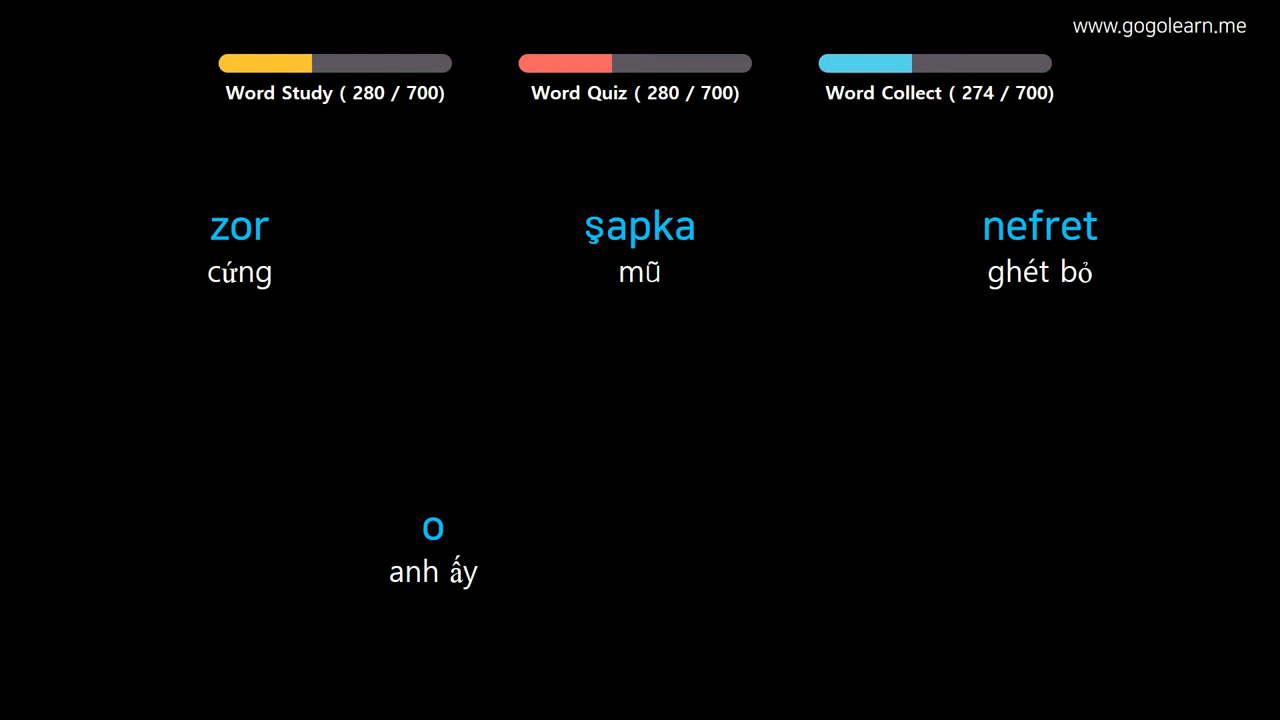 www.gogolearn.me
Word Study ( 280 / 700)
Word Quiz ( 280 / 700)
Word Collect ( 274 / 700)
zor
cứng
şapka
mũ
nefret
ghét bỏ
o
anh ấy